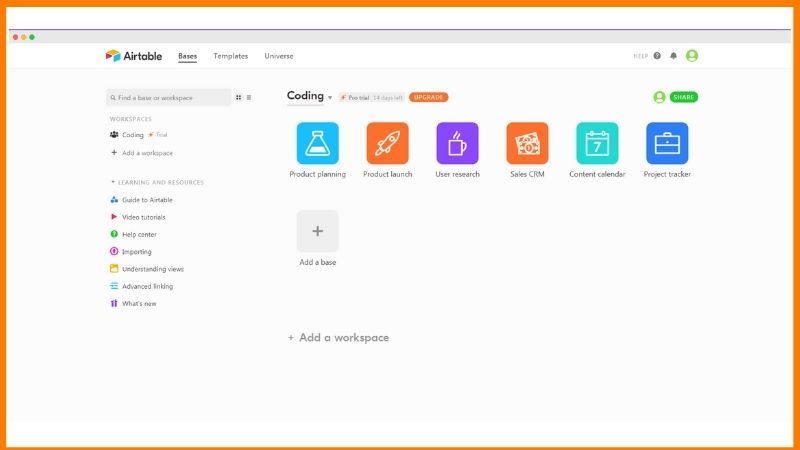 Airtable
Bases
Templates
Universe
HELP
Find a base or workspace
WORKSPACES
Coding
Trial
Add a workspace
LEARNING AND RESOURCES
Guide to Airtable
Video tutorials
Help center
Importing
Understanding views
Advanced linking
What's new
Coding
Pro trial
14 days left
UPGRADE
SHARE
Product planning
Product launch
User research
Sales CRM
7
Content calendar
Project tracker
+
Add a base
+ Add a workspace